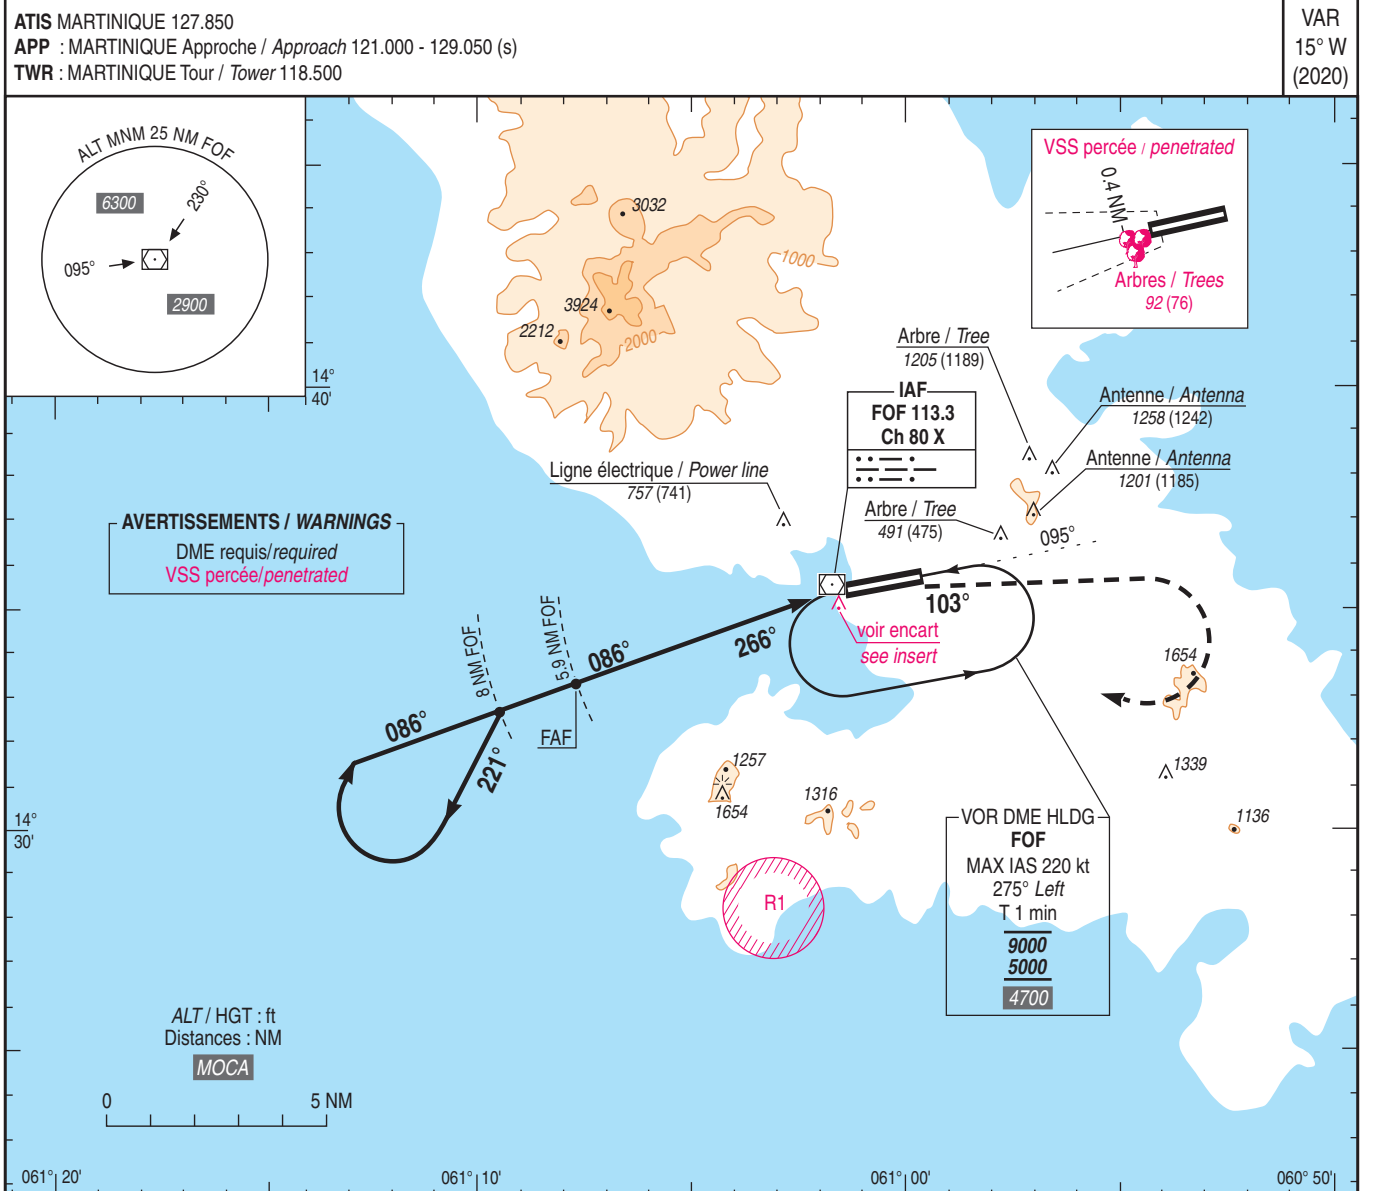 ATIS MARTINIQUE 127.850
APP : MARTINIQUE Approche / Approach 121.000 - 129.050 (s)
TWR : MARTINIQUE Tour / Tower 118.500
VAR
15° W
(2020)
ALT MNM 25 NM FOF
6300
230°
095°
2900
14°
40'
3032
1000
3924
2212
2000
VSS percée / penetrated
0.4 NM
Arbres / Trees
92 (76)
Arbre / Tree
1205 (1189)
IAF
FOF 113.3
Ch 80 X
Antenne / Antenna
1258 (1242)
Antenne / Antenna
1201 (1185)
Ligne électrique / Power line
757 (741)
Arbre / Tree
491 (475)
095°
AVERTISSEMENTS / WARNINGS
DME requis/required
VSS percée/penetrated
103°
voir encart
see insert
266°
086°
5.9 NM FOF
8 NM FOF
FAF
086°
221°
1654
1257
1654
1316
1339
1136
14°
30'
R1
VOR DME HLDG
FOF
MAX IAS 220 kt
275° Left
T 1 min
9000
5000
4700
ALT / HGT : ft
Distances : NM
MOCA
0 5 NM
061° 20'
061° 10'
061° 00'
060° 50'